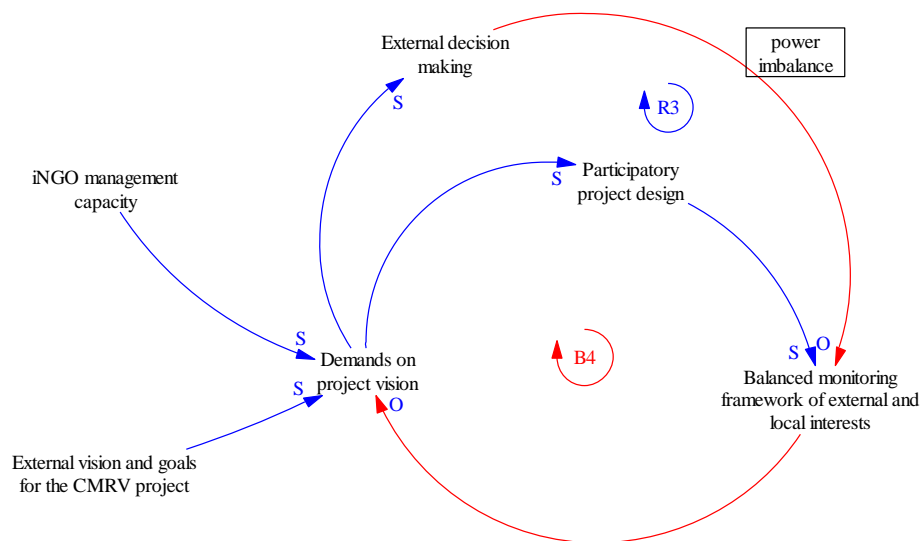 External decision
making
power
imbalance
S
R3
Participatory
project design
S
iNGO management
capacity
S
Demands on
project vision
S
O
B4
O
S
Balanced monitoring
framework of external and
local interests
External vision and goals
for the CMRV project